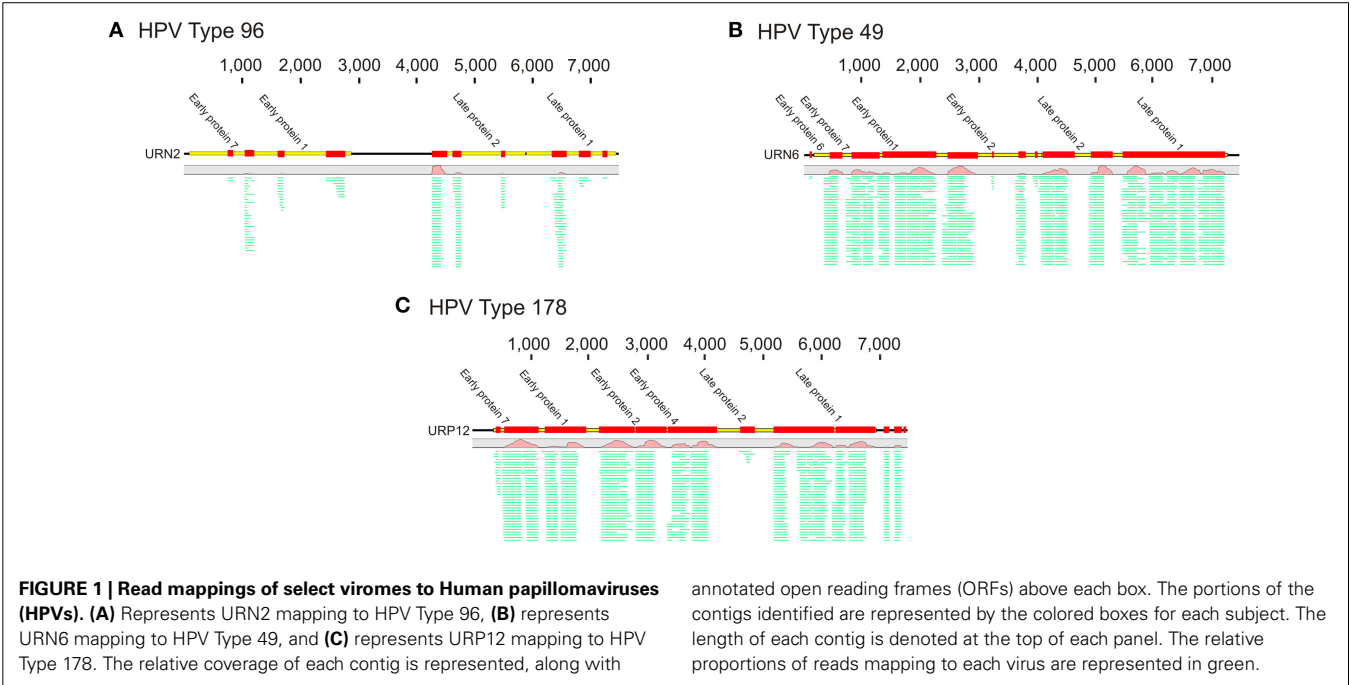 A HPV Type 96
1,000 2,000 3,000 4,000 5,000 6,000 7,000
Early protein 7
Early protein 1
Late protein 2
Late protein 1
URN2
B HPV Type 49
1,000 2,000 3,000 4,000 5,000 6,000 7,000
Early protein 6
Early protein 7
Early protein1
Early protein 2
Late protein 2
Late protein 1
URN6
C HPV Type 178
1,000 2,000 3,000 4,000 5,000 6,000 7,000
Early protein 7
Early protein 1
Early protein 2
Early protein 4
Late protein 2
Late protein 1
URP12
FIGURE 1 | Read mappings of select viromes to Human papillomaviruses
(HPVs). (A) Represents URN2 mapping to HPV Type 96, (B) represents
URN6 mapping to HPV Type 49, and (C) represents URP12 mapping to HPV
Type 178. The relative coverage of each contig is represented, along with
annotated open reading frames (ORFs) above each box. The portions of the
contigs identified are represented by the colored boxes for each subject. The
length of each contig is denoted at the top of each panel. The relative
proportions of reads mapping to each virus are represented in green.